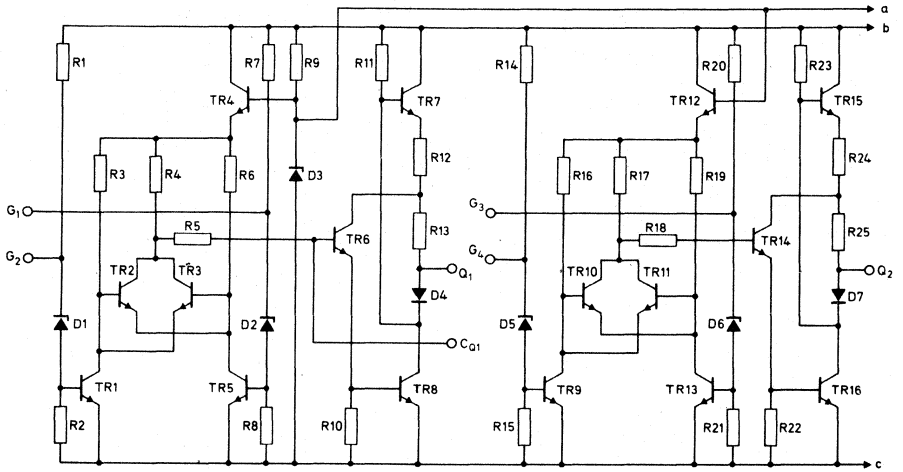 a
b
R1
R7
R9
R11
R14
R20
R23
TR4
TR7
TR12
TR15
R3
R4
R6
D3
R12
R16
R17
R19
R24
G1
R5
TR6
R13
G3
R18
TR14
R25
G2
TR2
TR3
Q1
G4
TR10
TR11
Q2
D4
D7
D1
D2
CQ1
D5
D6
TR1
TR5
TR8
TR9
TR13
TR16
R2
R8
R10
R15
R21
R22
c